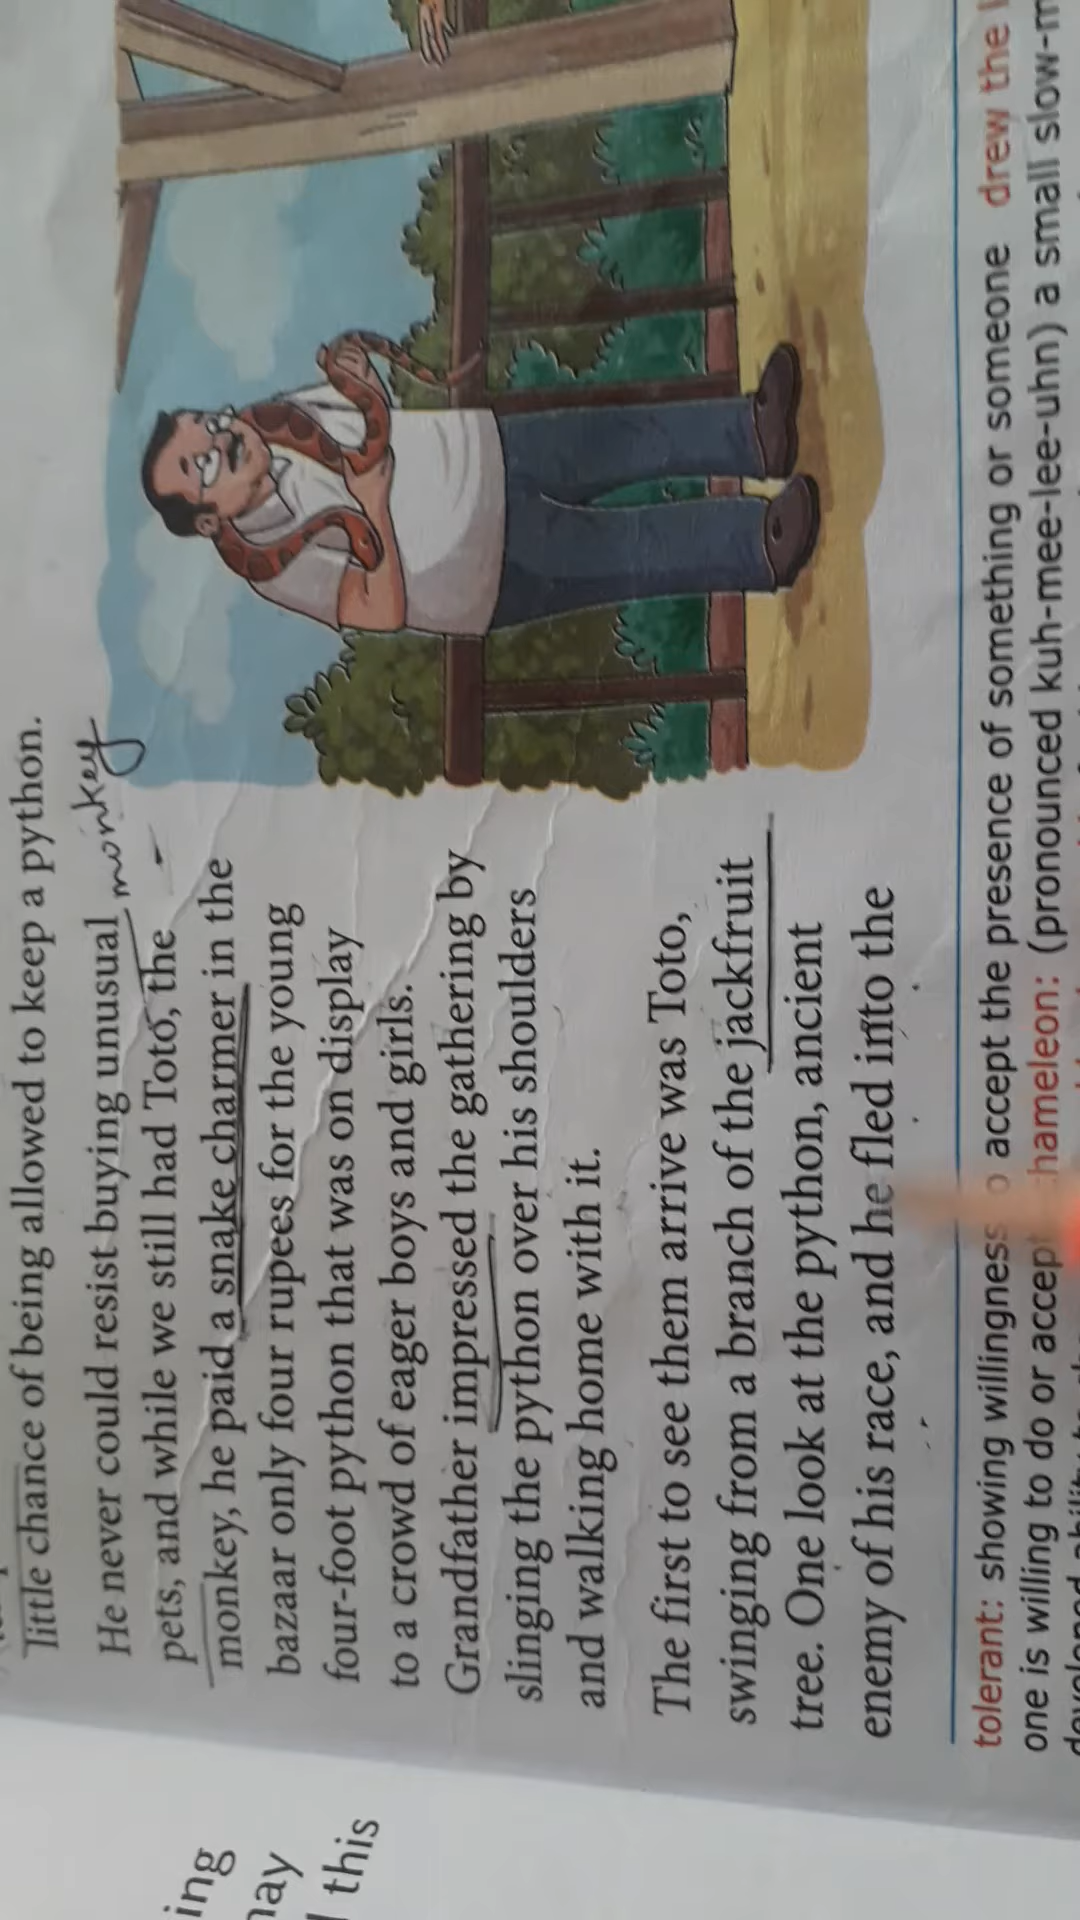 little chance of being allowed to keep a python.
He never could resist buying unusual
monkey
pets, and while we still had Toto, the
monkey, he paid a snake charmer in the
bazaar only four rupees for the young
four-foot python that was on display
to a crowd of eager boys and girls.
Grandfather impressed the gathering by
slinging the python over his shoulders
and walking home with it.
The first to see them arrive was Toto,
swinging from a branch of the jackfruit
tree. One look at the python, ancient
enemy of his race, and he fled into the
tolerant: showing willingness accept the presence of something or someone drew the
one is willing to do or accept hameleon: (pronounced kuh-mee-lee-uhn) a small slow-m
ing
this